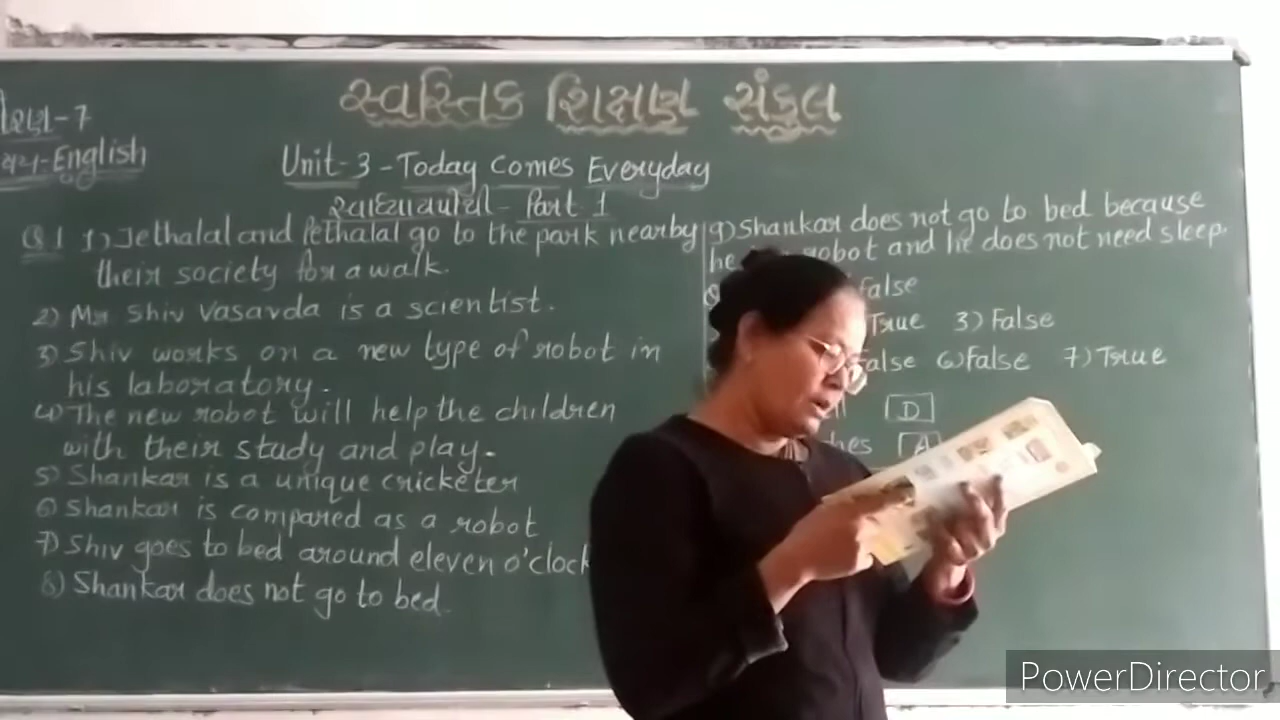 સ્વસ્તિક શિક્ષણ સંકુલ
ધોરણ-7
વિષય-English
Unit-3 - Today Comes Everyday
સ્વાધ્યાયપોથી - Part 1
Q 1 1) Jethalal and Pethalal go to the park nearby
their society for a walk.
2) Mr. Shiv Vasavda is a scientist.
3) Shiv works on a new type of robot in
his laboratory.
4) The new robot will help the children
with their study and play.
5) Shankar is a unique cricketer
6) Shankar is compared as a robot
7) Shiv goes to bed around eleven o'clock
8) Shankar does not go to bed.
9) Shankar does not go to bed because
he robot and he does not need sleep.
False
True 3) False
False 6) False 7) True
D
A
PowerDirector